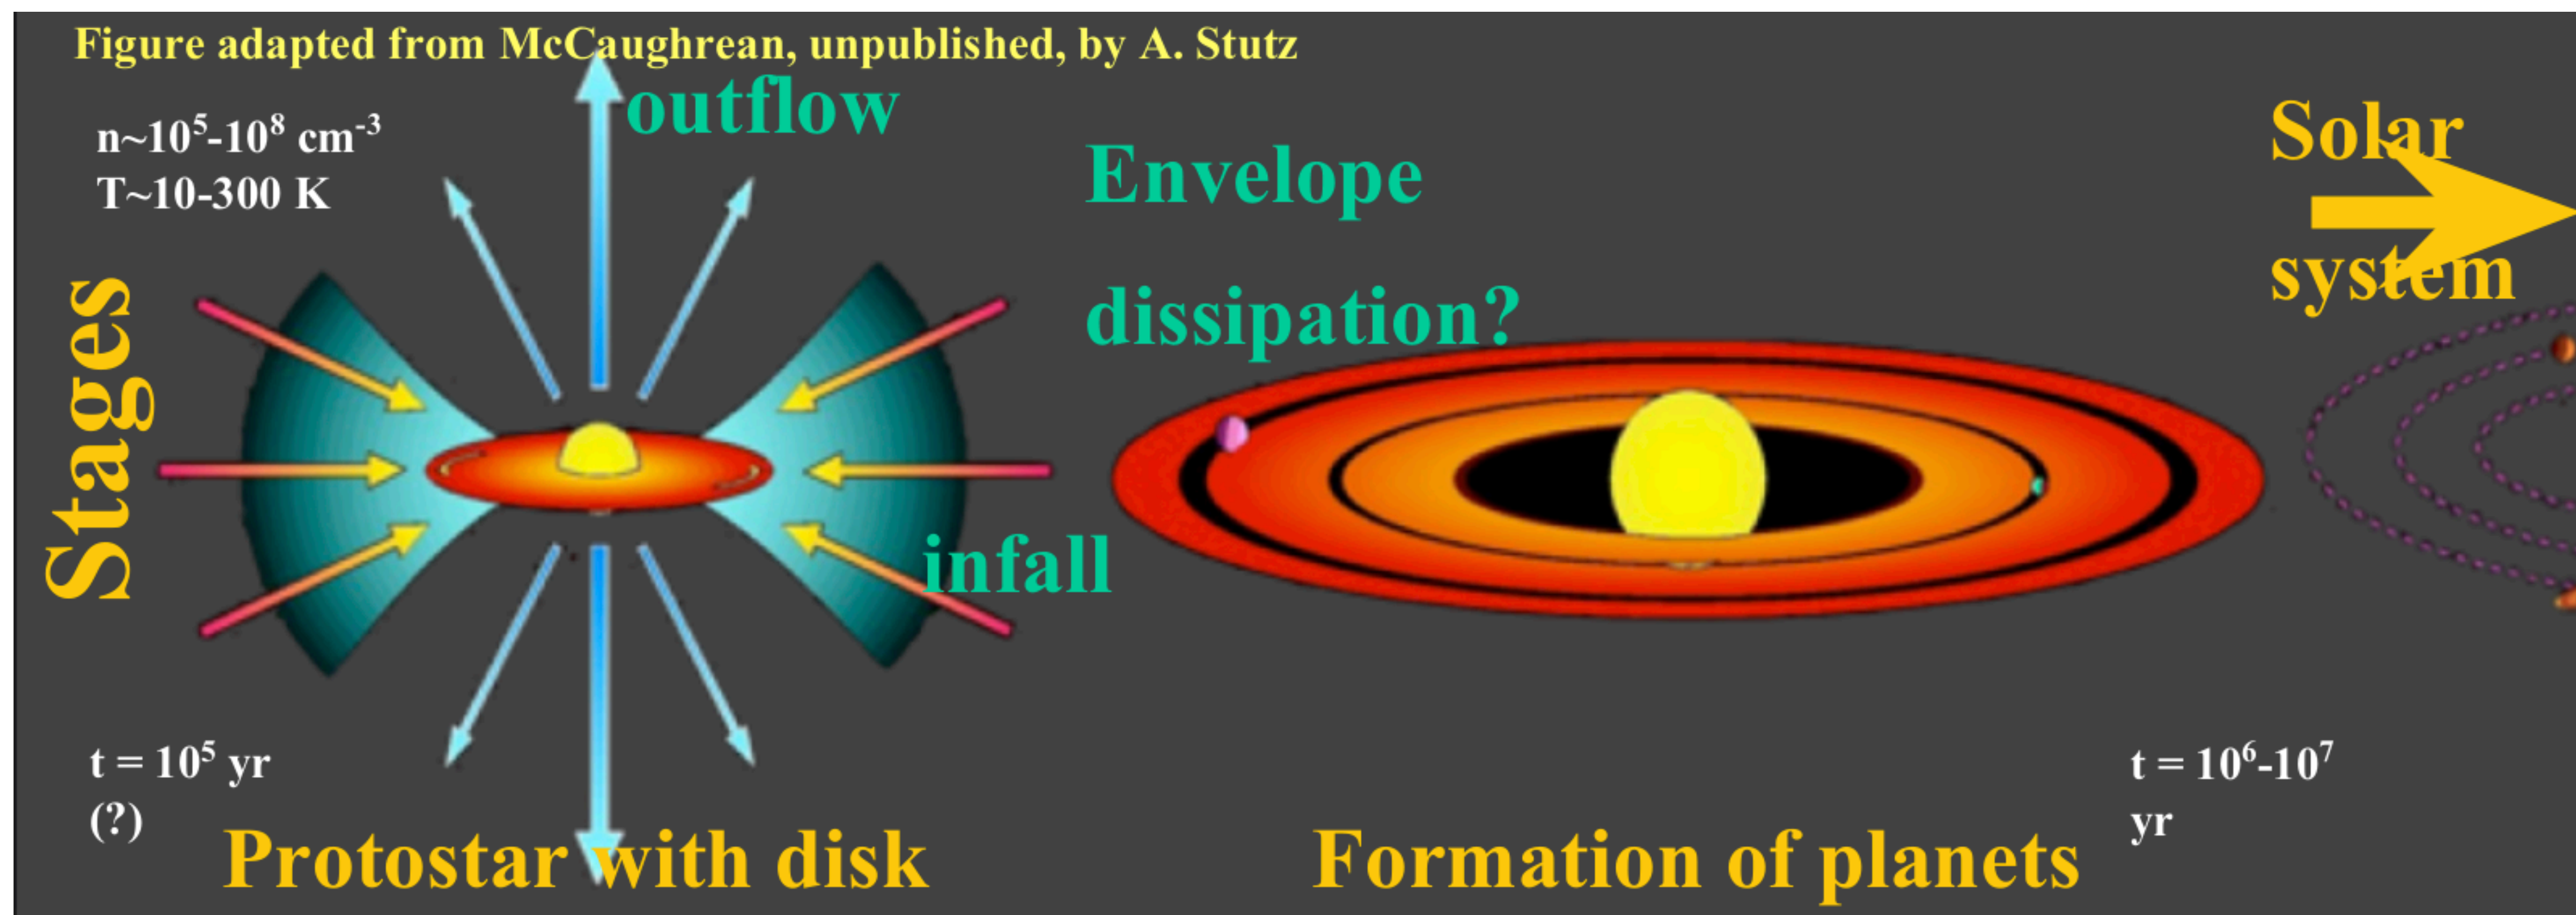 Figure adapted from McCaughrean, unpublished, by A. Stutz
outflow
n~10⁵-10⁸ cm⁻³
T~10-300 K
Envelope
dissipation?
Solar
system
Stages
infall
t = 10⁵ yr
(?)
t = 10⁶-10⁷
yr
Protostar with disk
Formation of planets